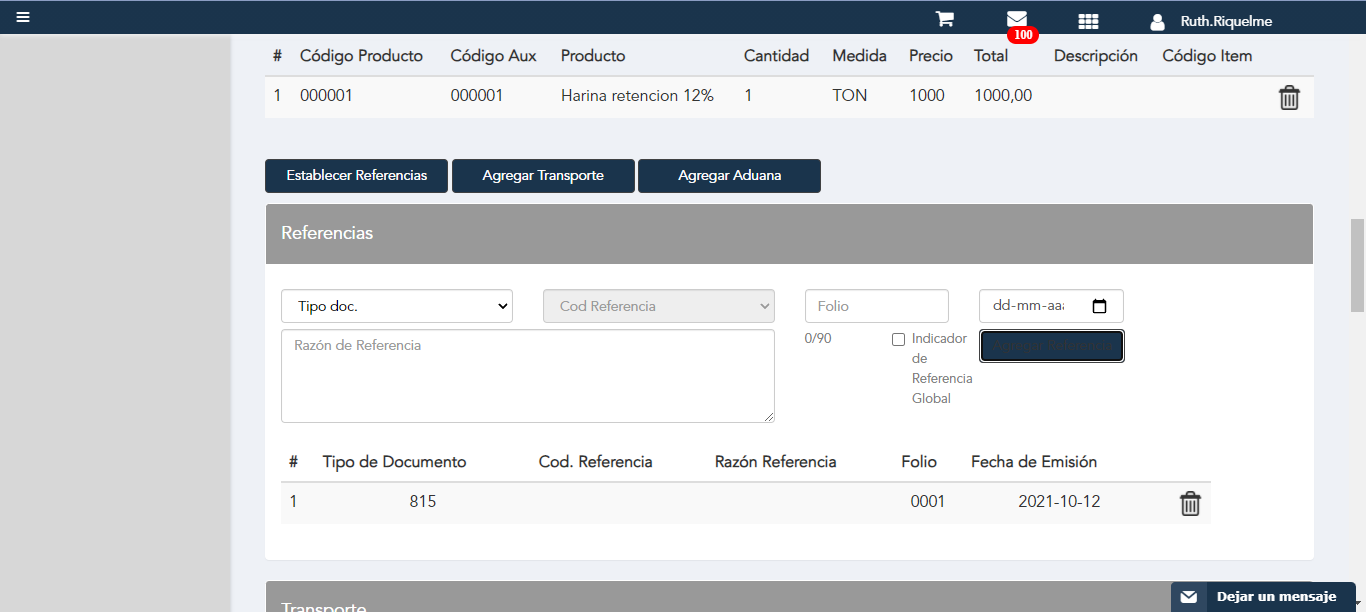 Ruth.Riquelme
100
# Código Producto Código Aux Producto Cantidad Medida Precio Total Descripción Código Item
1 000001 000001 Harina retencion 12% 1 TON 1000 1000,00
Establecer Referencias Agregar Transporte Agregar Aduana
Referencias
Tipo doc. Cod Referencia Folio dd-mm-aaa
Razón de Referencia
0/90
Indicador
de
Referencia
Global
Agregar Referencia
# Tipo de Documento Cod. Referencia Razón Referencia Folio Fecha de Emisión
1 815 0001 2021-10-12
Transporte
Dejar un mensaje